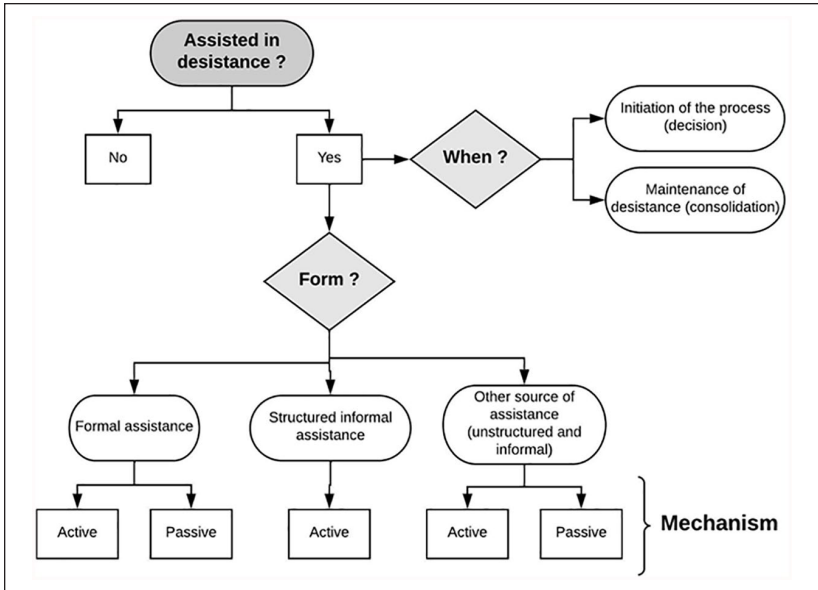 Assisted in
desistance ?
No
Yes
When ?
Initiation of the process
(decision)
Maintenance of
desistance (consolidation)
Form ?
Formal assistance
Structured informal
assistance
Other source of
assistance
(unstructured and
informal)
Active
Passive
Active
Active
Passive
Mechanism